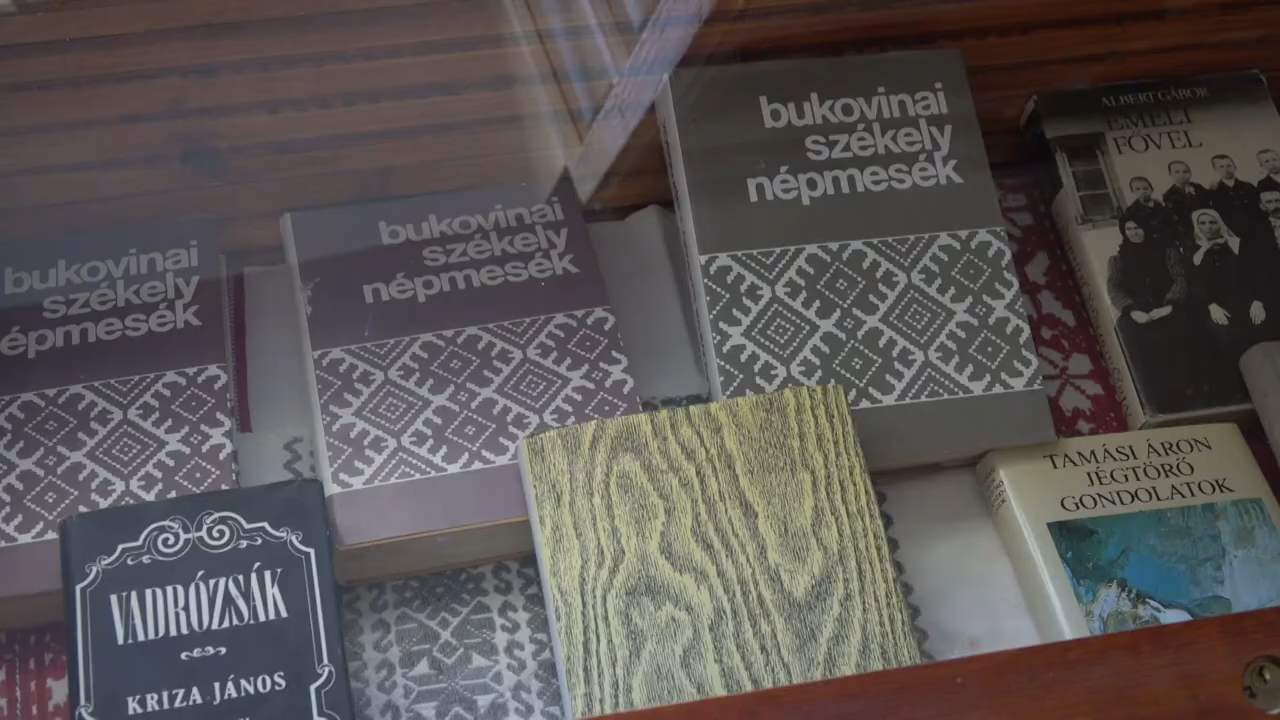 bukovinai
székely
épmesék
bukovinai
székely
népmesék
bukovinai
székely
népmesék
ALBERT GÁBOR
EMELT
FŐVEL
VADRÓZSÁK
KRIZA JÁNOS
TAMÁSI ÁRON
JÉGTÖRŐ
GONDOLATOK